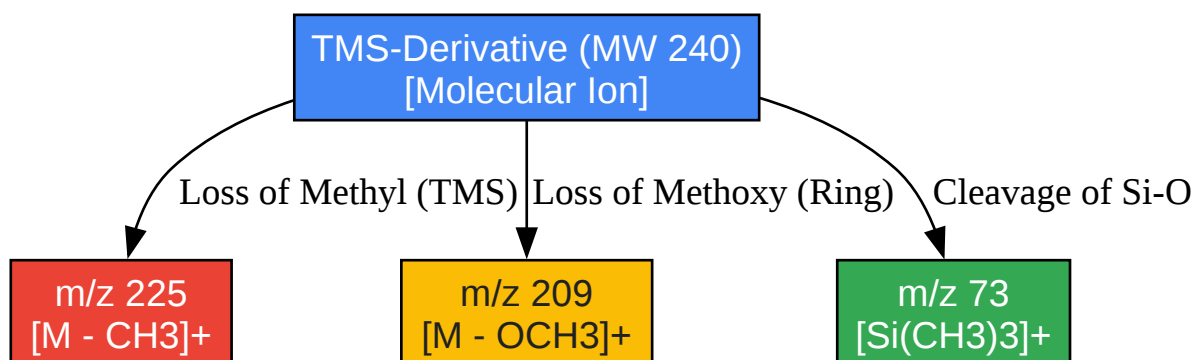 TMS-Derivative (MW 240)
[Molecular Ion]
Loss of Methyl (TMS)
Loss of Methoxy (Ring)
Cleavage of Si-O
m/z 225
[M - CH3]+
m/z 209
[M - OCH3]+
m/z 73
[Si(CH3)3]+